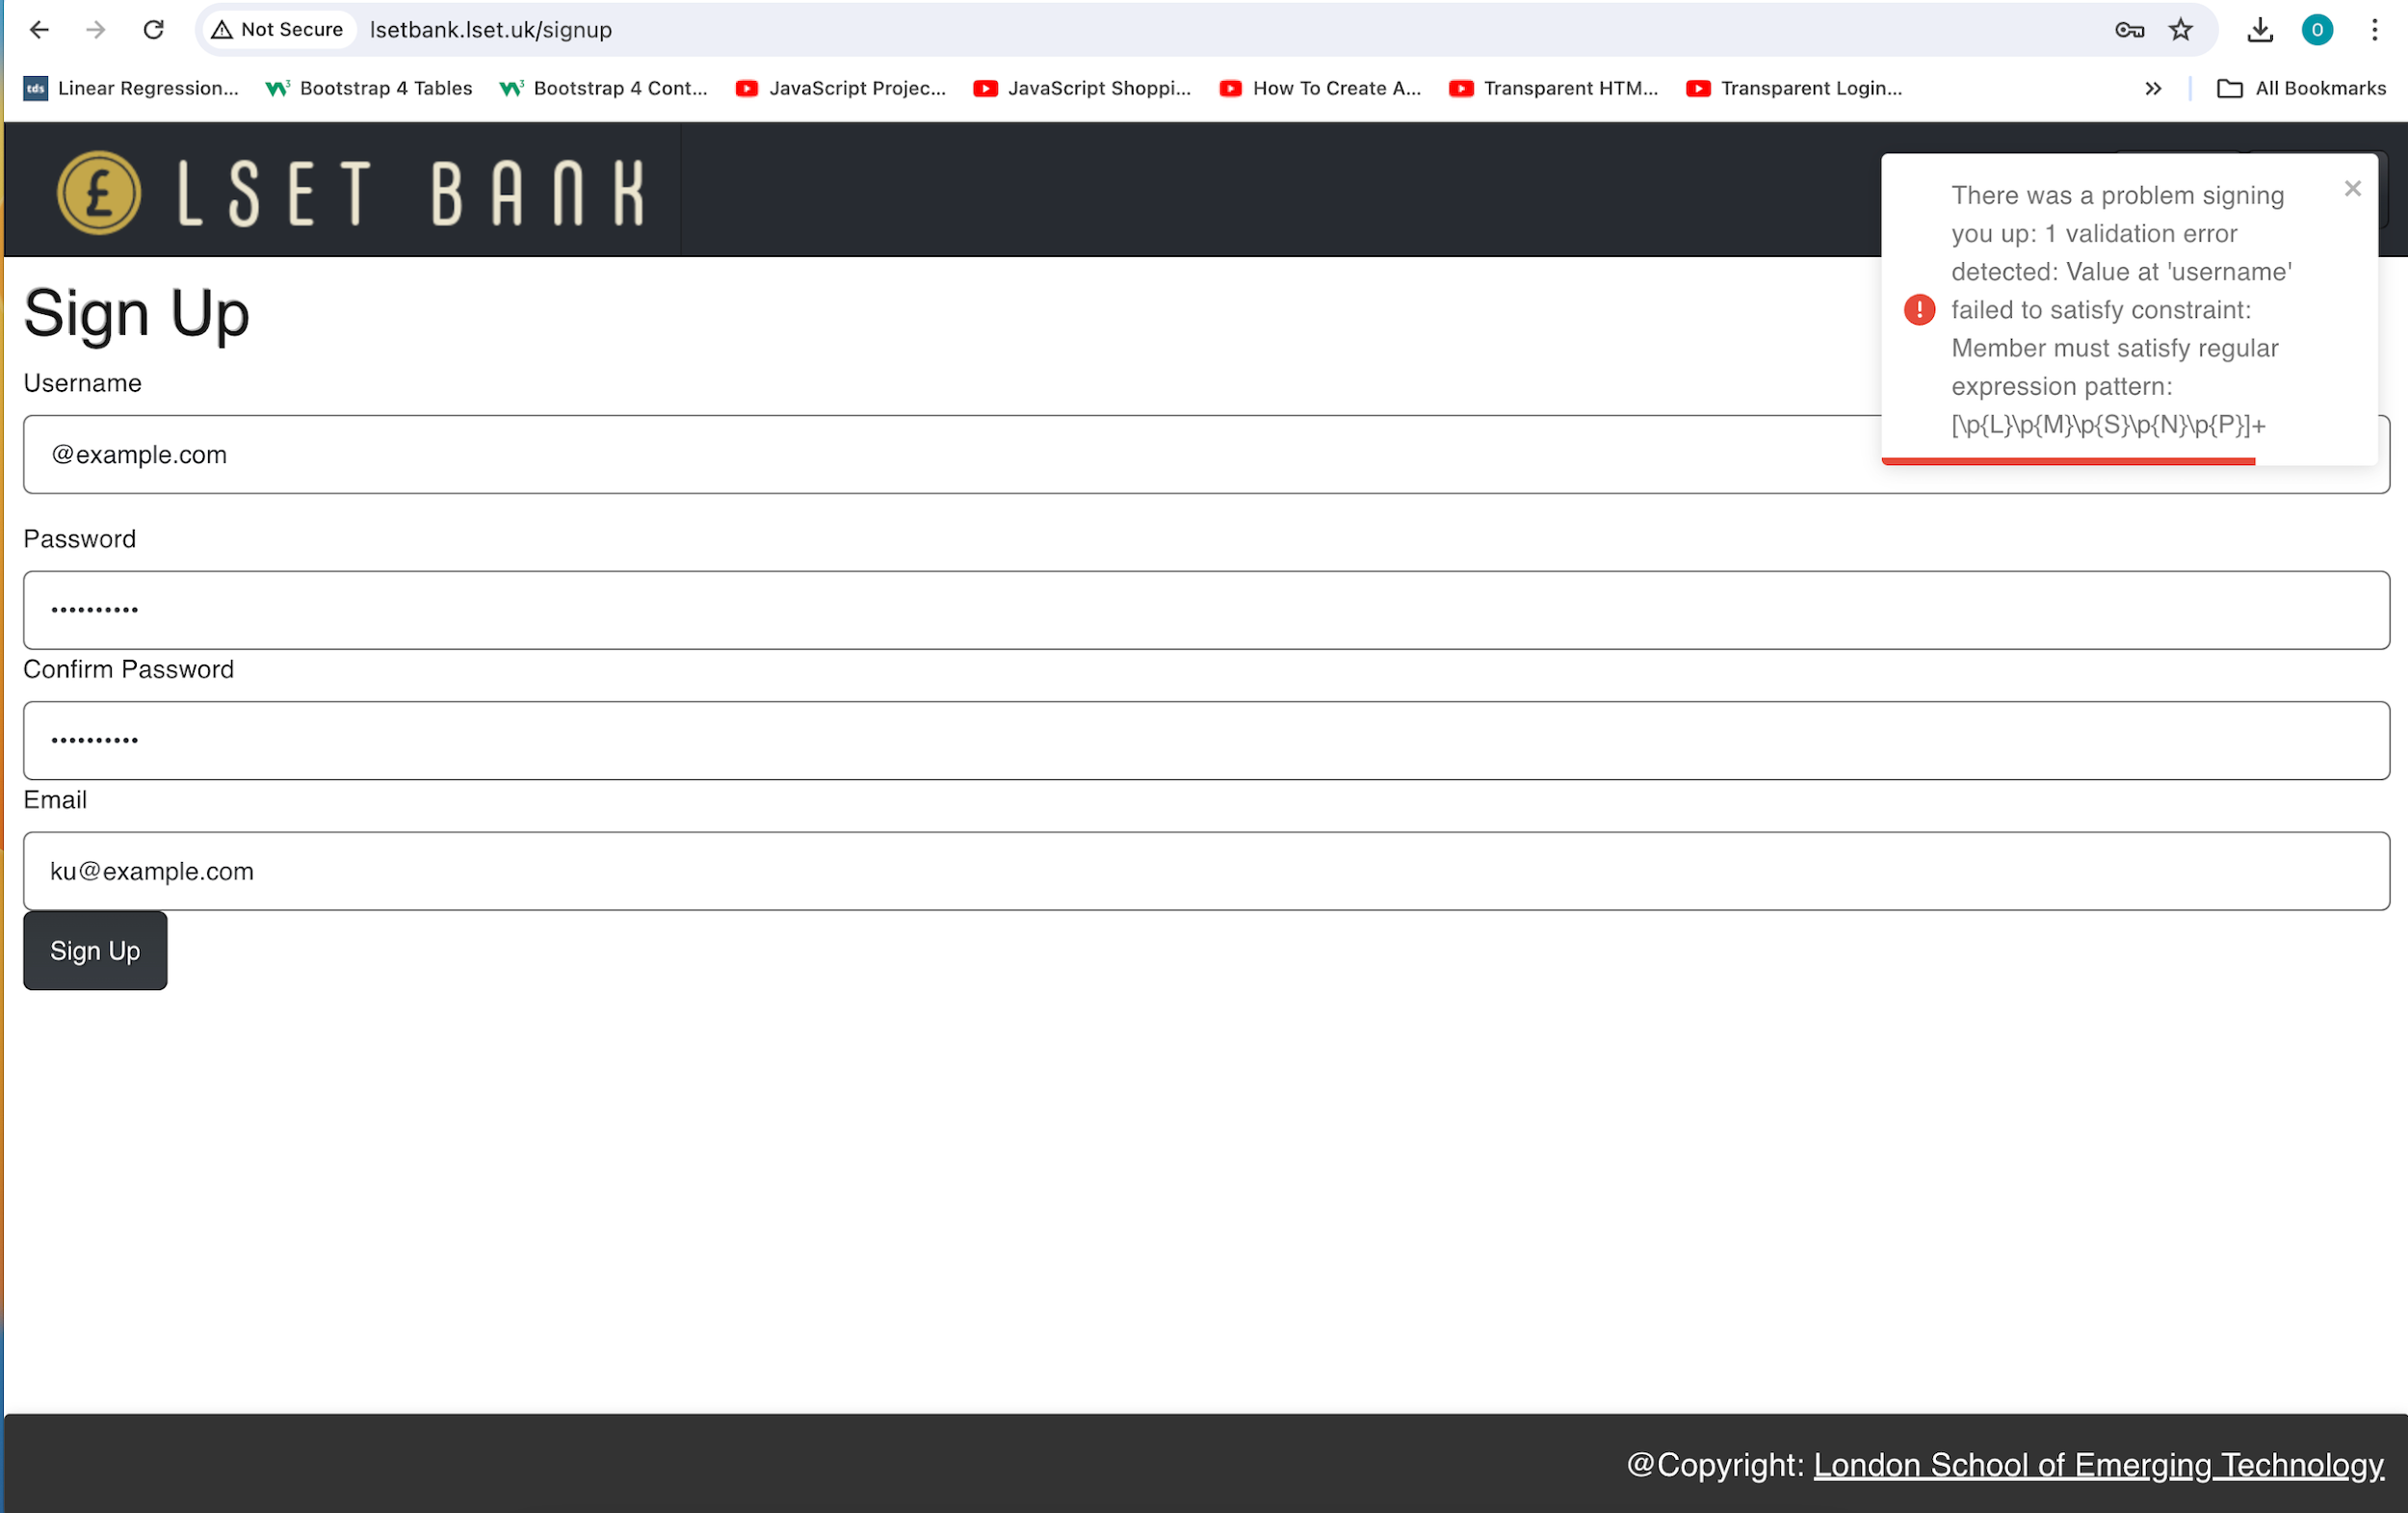 Not Secure lsetbank.lset.uk/signup O
tds Linear Regression... Bootstrap 4 Tables Bootstrap 4 Cont... JavaScript Projec... JavaScript Shoppi... How To Create A... Transparent HTM... Transparent Login... » All Bookmarks
£ LSET BANK
There was a problem signing
you up: 1 validation error
detected: Value at 'username'
failed to satisfy constraint:
Member must satisfy regular
expression pattern:
[\p{L}\p{M}\p{S}\p{N}\p{P}]+
Sign Up
Username
@example.com
Password
••••••••••
Confirm Password
••••••••••
Email
ku@example.com
Sign Up
@Copyright: London School of Emerging Technology